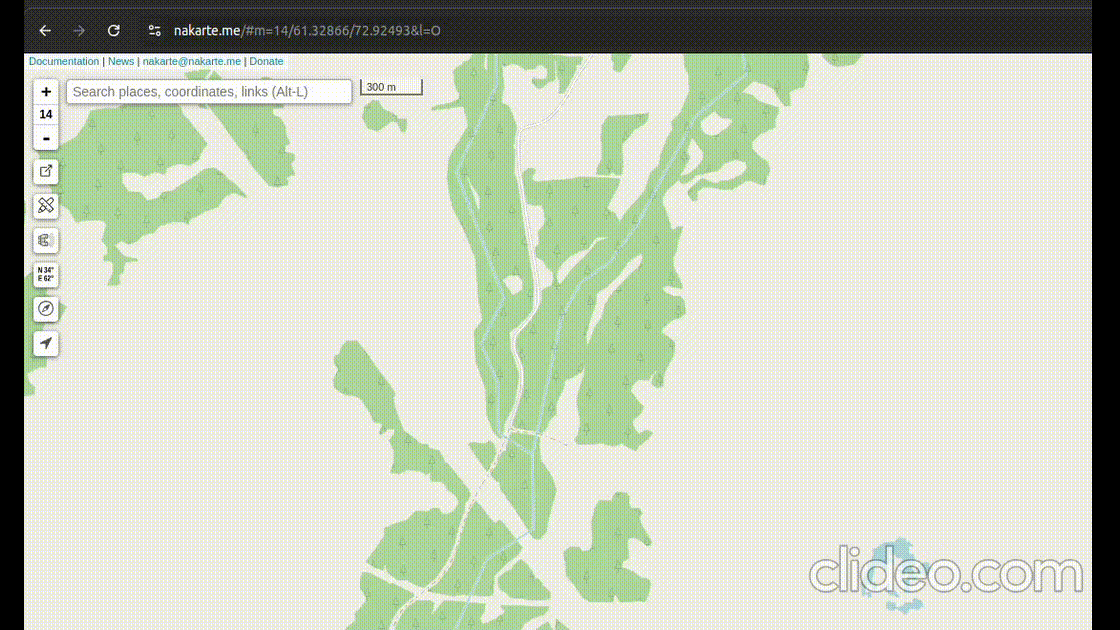 nakarte.me/#m=14/61.32866/72.92493&l=O
Documentation | News | nakarte@nakarte.me | Donate
+
Search places, coordinates, links (Alt-L)
300 m
14
-
N 34°
E 62°
clideo.com